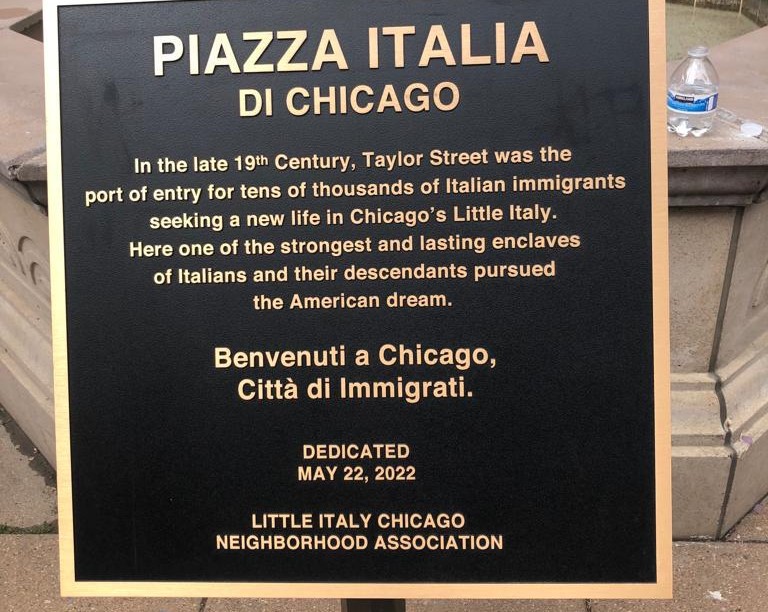 PIAZZA ITALIA
DI CHICAGO
In the late 19th Century, Taylor Street was the
port of entry for tens of thousands of Italian immigrants
seeking a new life in Chicago's Little Italy.
Here one of the strongest and lasting enclaves
of Italians and their descendants pursued
the American dream.
Benvenuti a Chicago,
Città di Immigrati.
DEDICATED
MAY 22, 2022
LITTLE ITALY CHICAGO
NEIGHBORHOOD ASSOCIATION